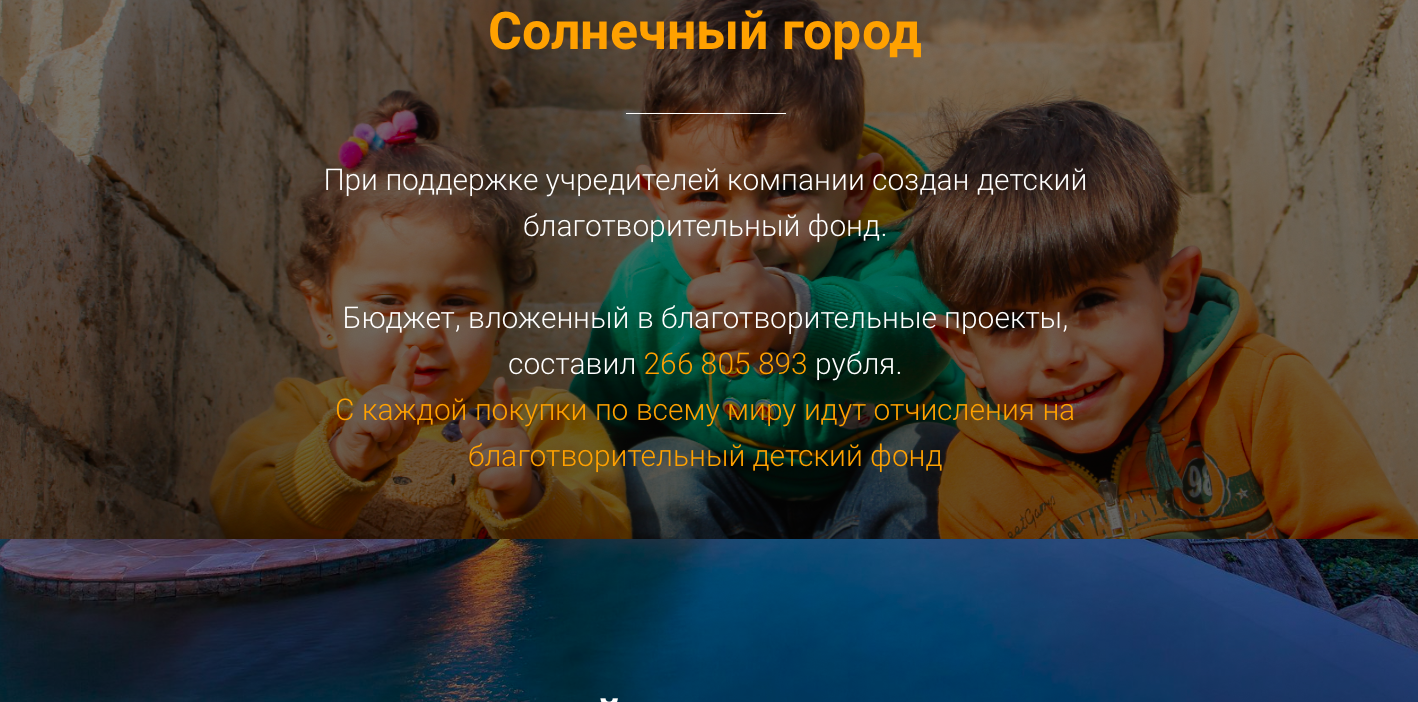 Солнечный город
При поддержке учредителей компании создан детский
благотворительный фонд.
Бюджет, вложенный в благотворительные проекты,
составил 266 805 893 рубля.
С каждой покупки по всему миру идут отчисления на
благотворительный детский фонд
98